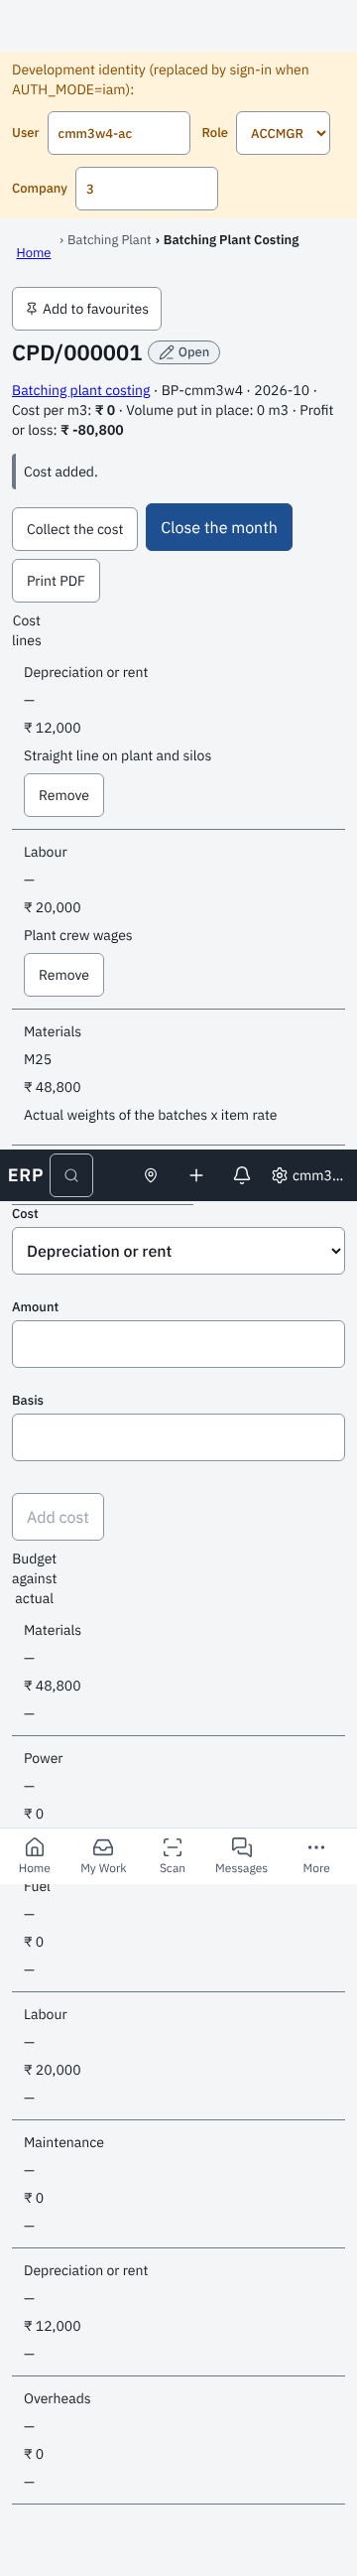 Development identity (replaced by sign-in when
AUTH_MODE=iam):
User cmm3w4-ac Role ACCMGR
Company 3
Home › Batching Plant › Batching Plant Costing
Add to favourites
CPD/000001 Open
Batching plant costing · BP-cmm3w4 · 2026-10 ·
Cost per m3: ₹ 0 · Volume put in place: 0 m3 · Profit
or loss: ₹ -80,800
Cost added.
Collect the cost Close the month
Print PDF
Cost
lines
Depreciation or rent
—
₹ 12,000
Straight line on plant and silos
Remove
Labour
—
₹ 20,000
Plant crew wages
Remove
Materials
M25
₹ 48,800
Actual weights of the batches x item rate
ERP cmm3...
Cost
Depreciation or rent
Amount
Basis
Add cost
Budget
against
actual
Materials
—
₹ 48,800
—
Power
—
₹ 0
Home My Work Scan Messages More
Fuel
—
₹ 0
—
Labour
—
₹ 20,000
—
Maintenance
—
₹ 0
—
Depreciation or rent
—
₹ 12,000
—
Overheads
—
₹ 0
—